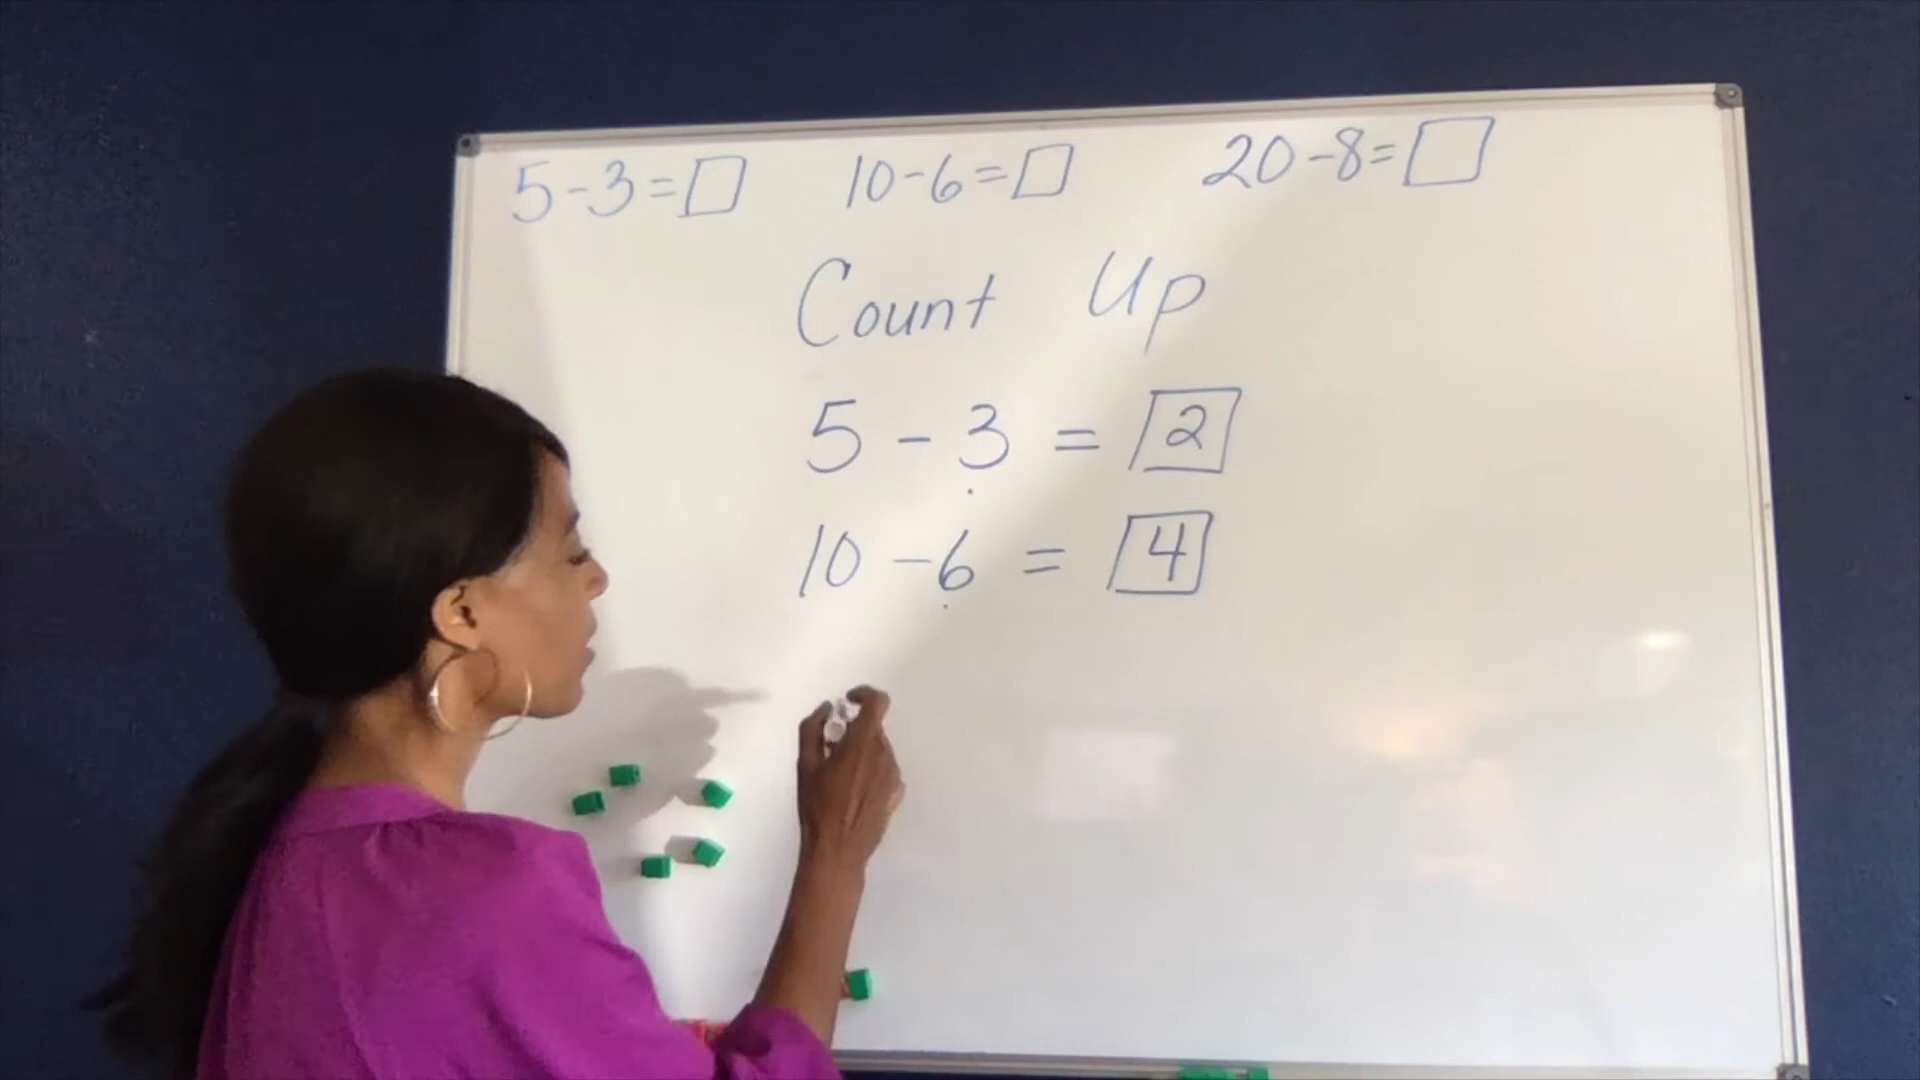 5-3=□ 10-6=□ 20-8=□
Count Up
5 - 3 = 2
10 - 6 = 4